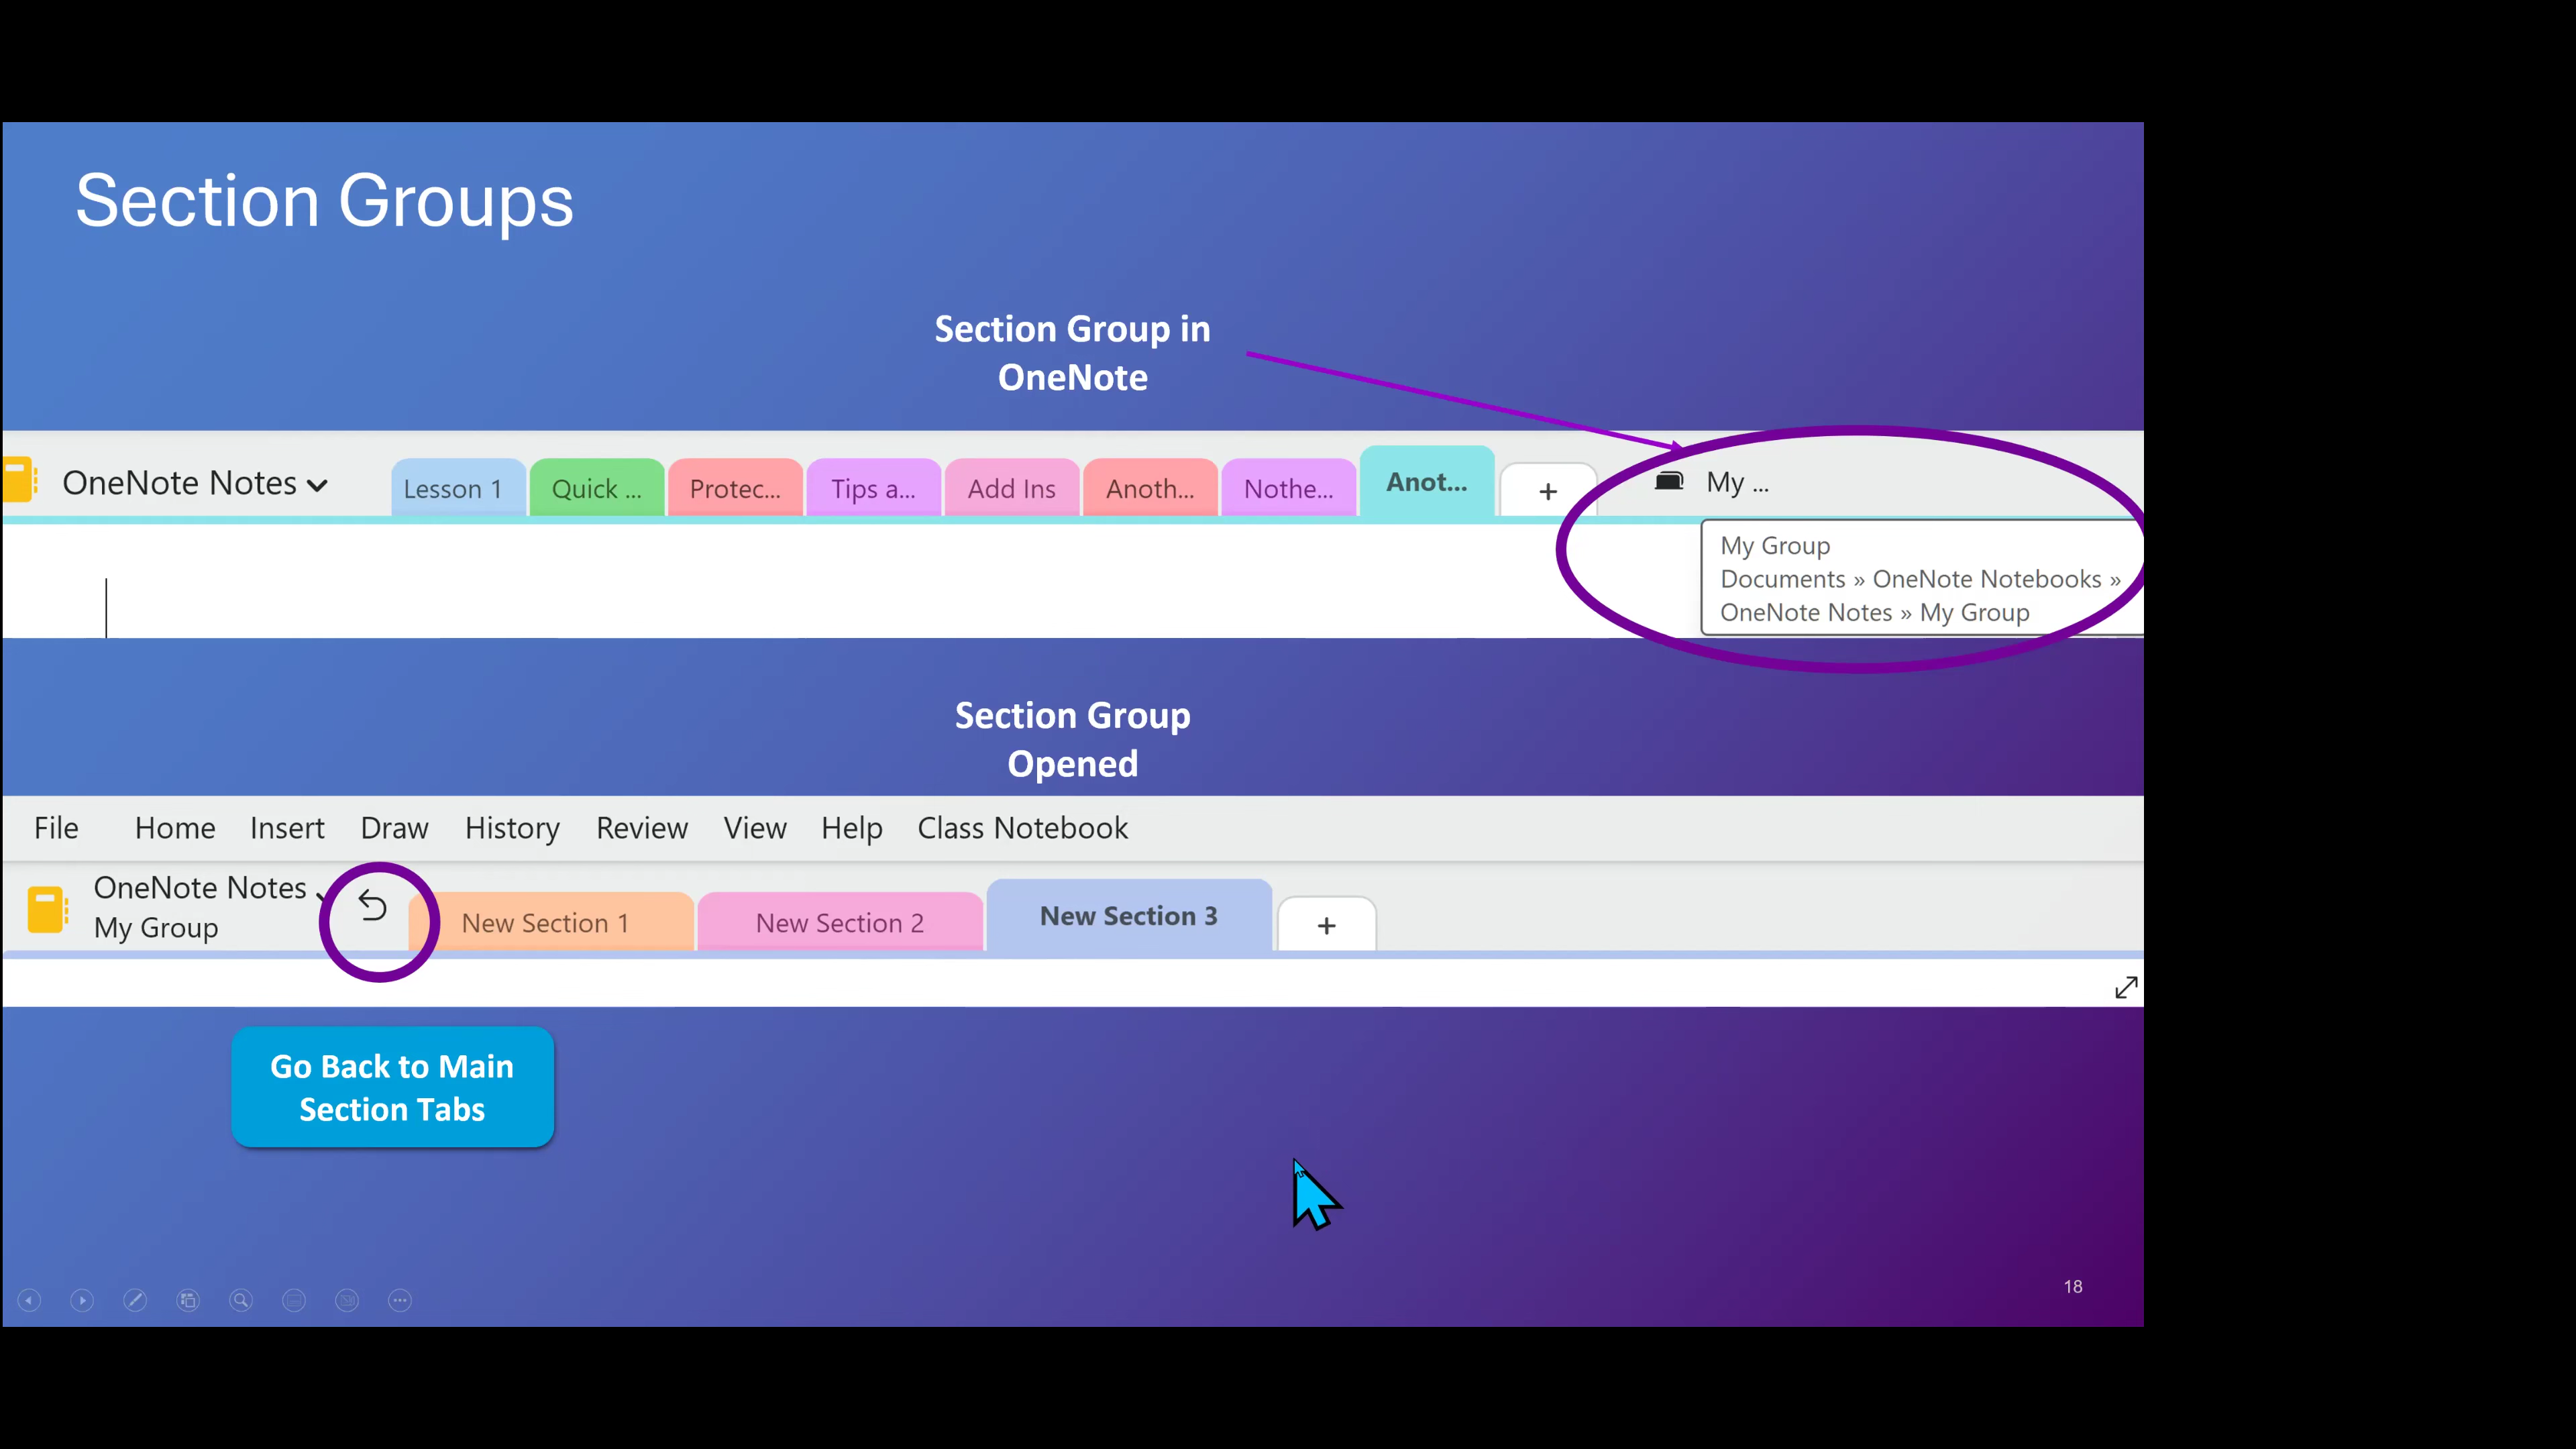 Section Groups
Section Group in
OneNote
OneNote Notes
Lesson 1
Quick ...
Protec...
Tips a...
Add Ins
Anoth...
Nothe...
Anot...
+
My ...
My Group
Documents » OneNote Notebooks »
OneNote Notes » My Group
Section Group
Opened
File Home Insert Draw History Review View Help Class Notebook
OneNote Notes
My Group
New Section 1
New Section 2
New Section 3
+
Go Back to Main
Section Tabs
18